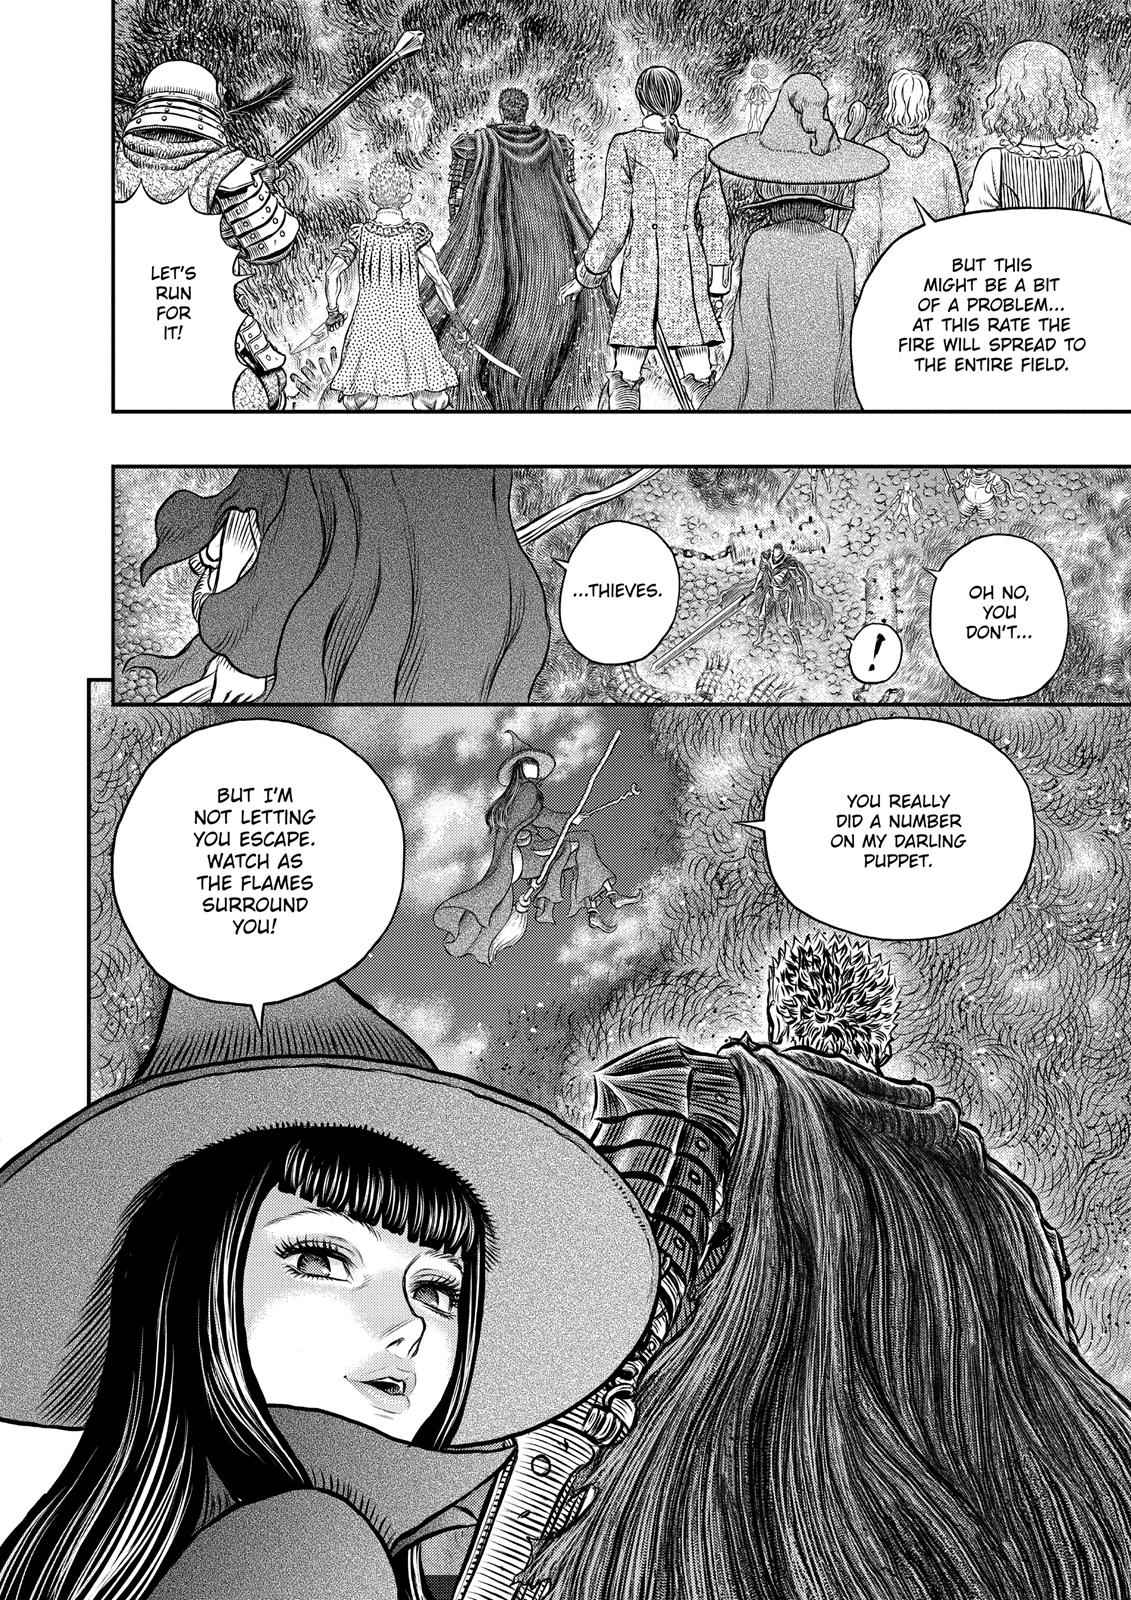 BUT THIS
MIGHT BE A BIT
OF A PROBLEM...
AT THIS RATE THE
FIRE WILL SPREAD TO
THE ENTIRE FIELD.
LET'S
RUN
FOR
IT!
OH NO,
YOU
DON'T...
!
...THIEVES.
YOU REALLY
DID A NUMBER
ON MY DARLING
PUPPET.
BUT I'M
NOT LETTING
YOU ESCAPE.
WATCH AS
THE FLAMES
SURROUND
YOU!